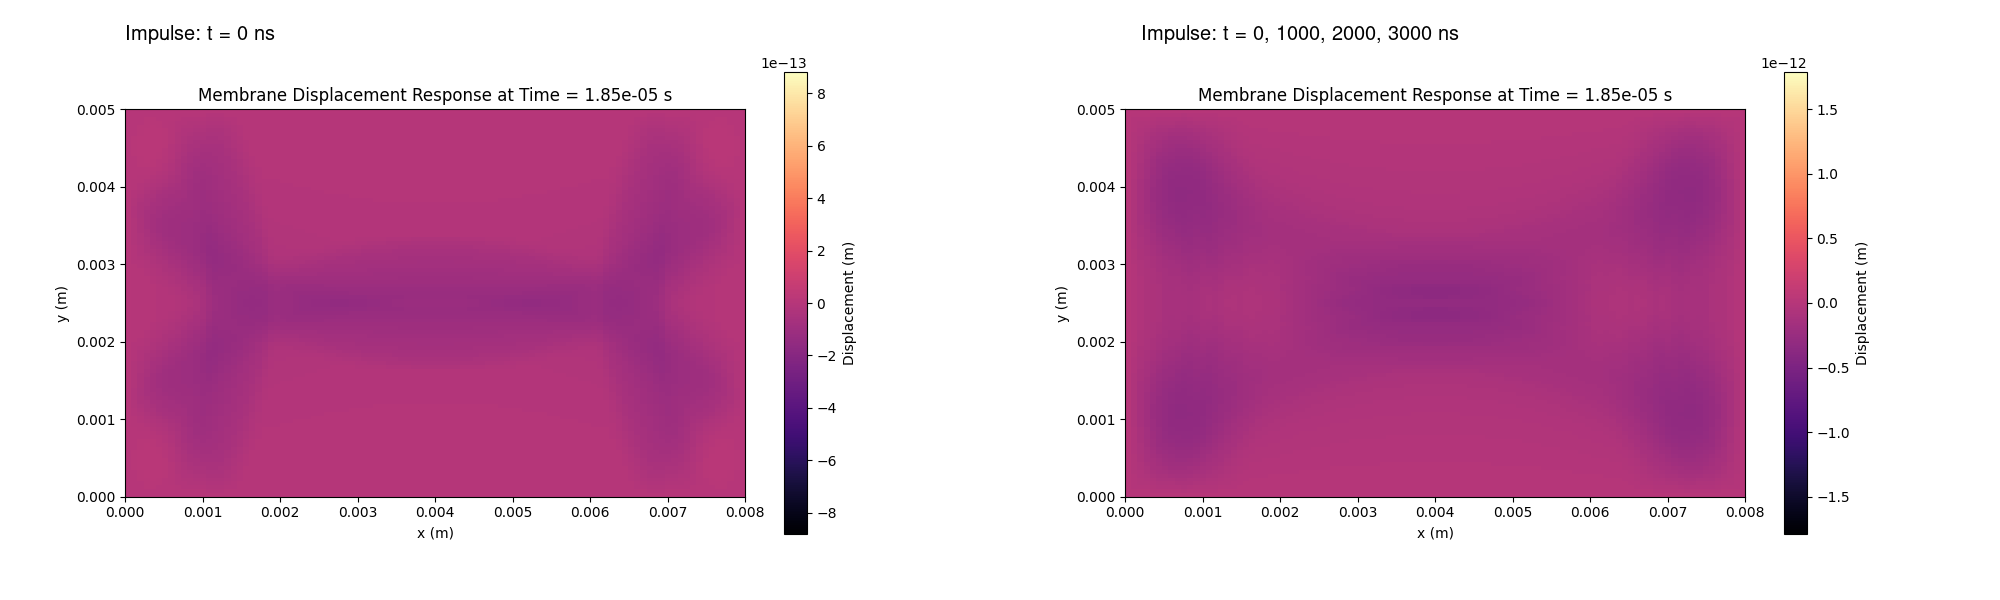 Impulse: t = 0 ns
1e−13
Membrane Displacement Response at Time = 1.85e-05 s
0.005
0.004
0.003
0.002
0.001
0.000
y (m)
0.000 0.001 0.002 0.003 0.004 0.005 0.006 0.007 0.008
x (m)
8
6
4
2
0
−2
−4
−6
−8
Displacement (m)
Impulse: t = 0, 1000, 2000, 3000 ns
1e−12
Membrane Displacement Response at Time = 1.85e-05 s
0.005
0.004
0.003
0.002
0.001
0.000
y (m)
0.000 0.001 0.002 0.003 0.004 0.005 0.006 0.007 0.008
x (m)
1.5
1.0
0.5
0.0
−0.5
−1.0
−1.5
Displacement (m)